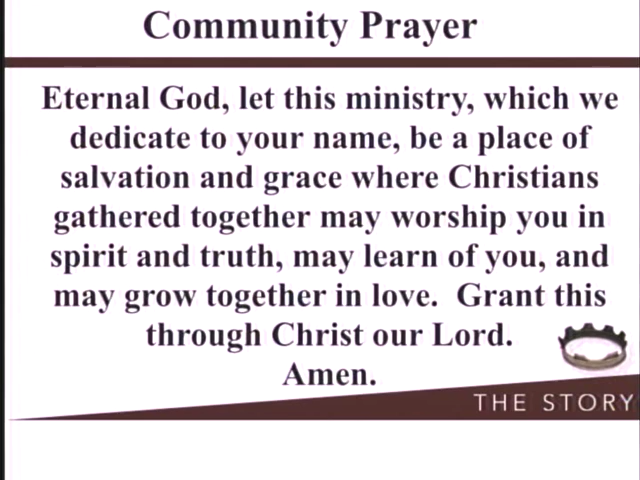 Community Prayer
Eternal God, let this ministry, which we
dedicate to your name, be a place of
salvation and grace where Christians
gathered together may worship you in
spirit and truth, may learn of you, and
may grow together in love.  Grant this
through Christ our Lord.
Amen.
THE STORY